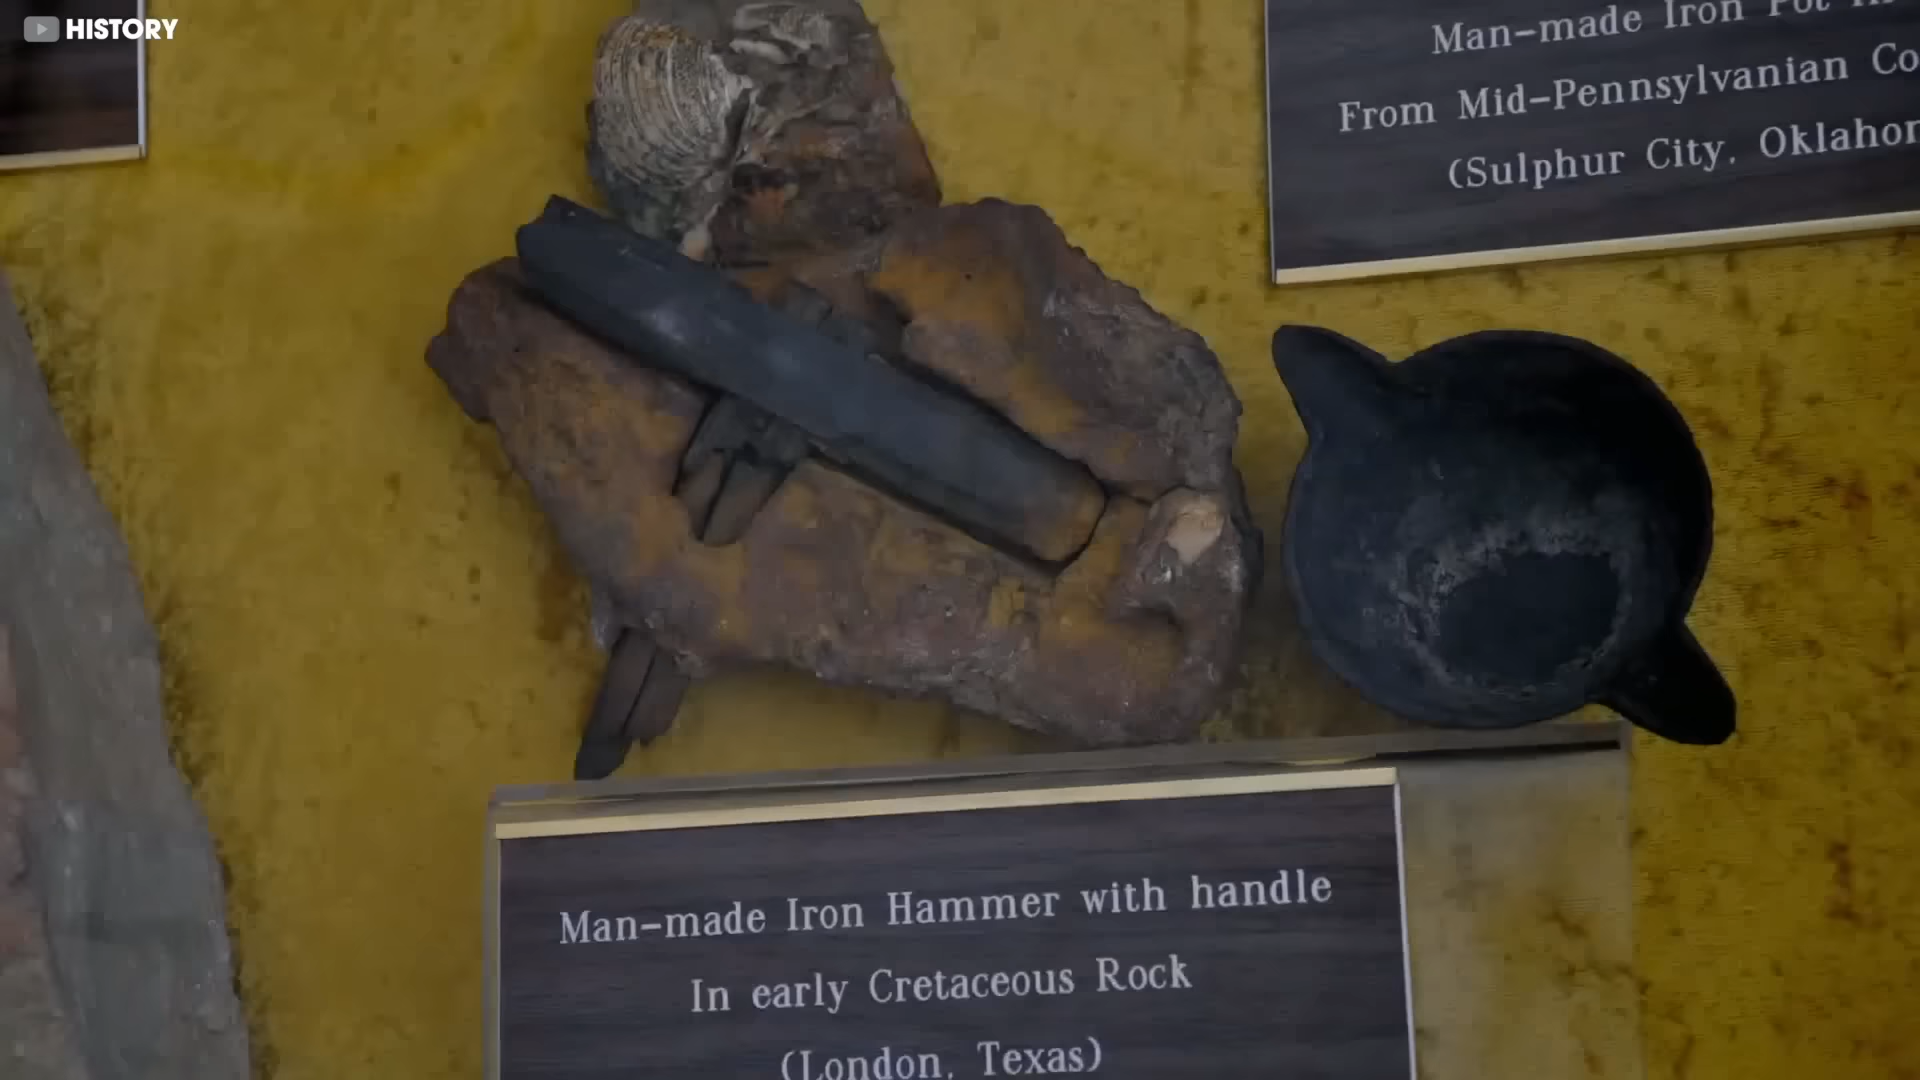 HISTORY
Man-made Iron Pot
From Mid-Pennsylvanian
(Sulphur City,
Man-made Iron Hammer with handle
In early Cretaceous Rock
(London, Texas)